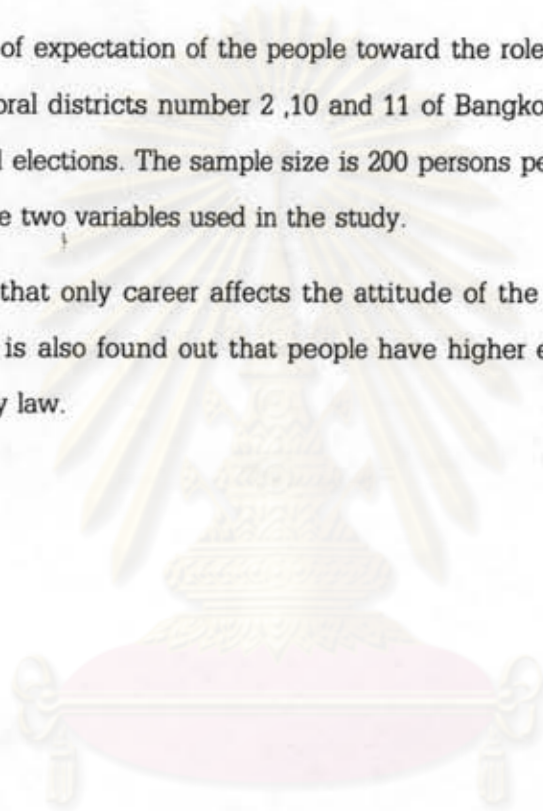 of expectation of the people toward the role
oral districts number 2 ,10 and 11 of Bangko
l elections. The sample size is 200 persons pe
e two variables used in the study.
that only career affects the attitude of the
is also found out that people have higher e
y law.